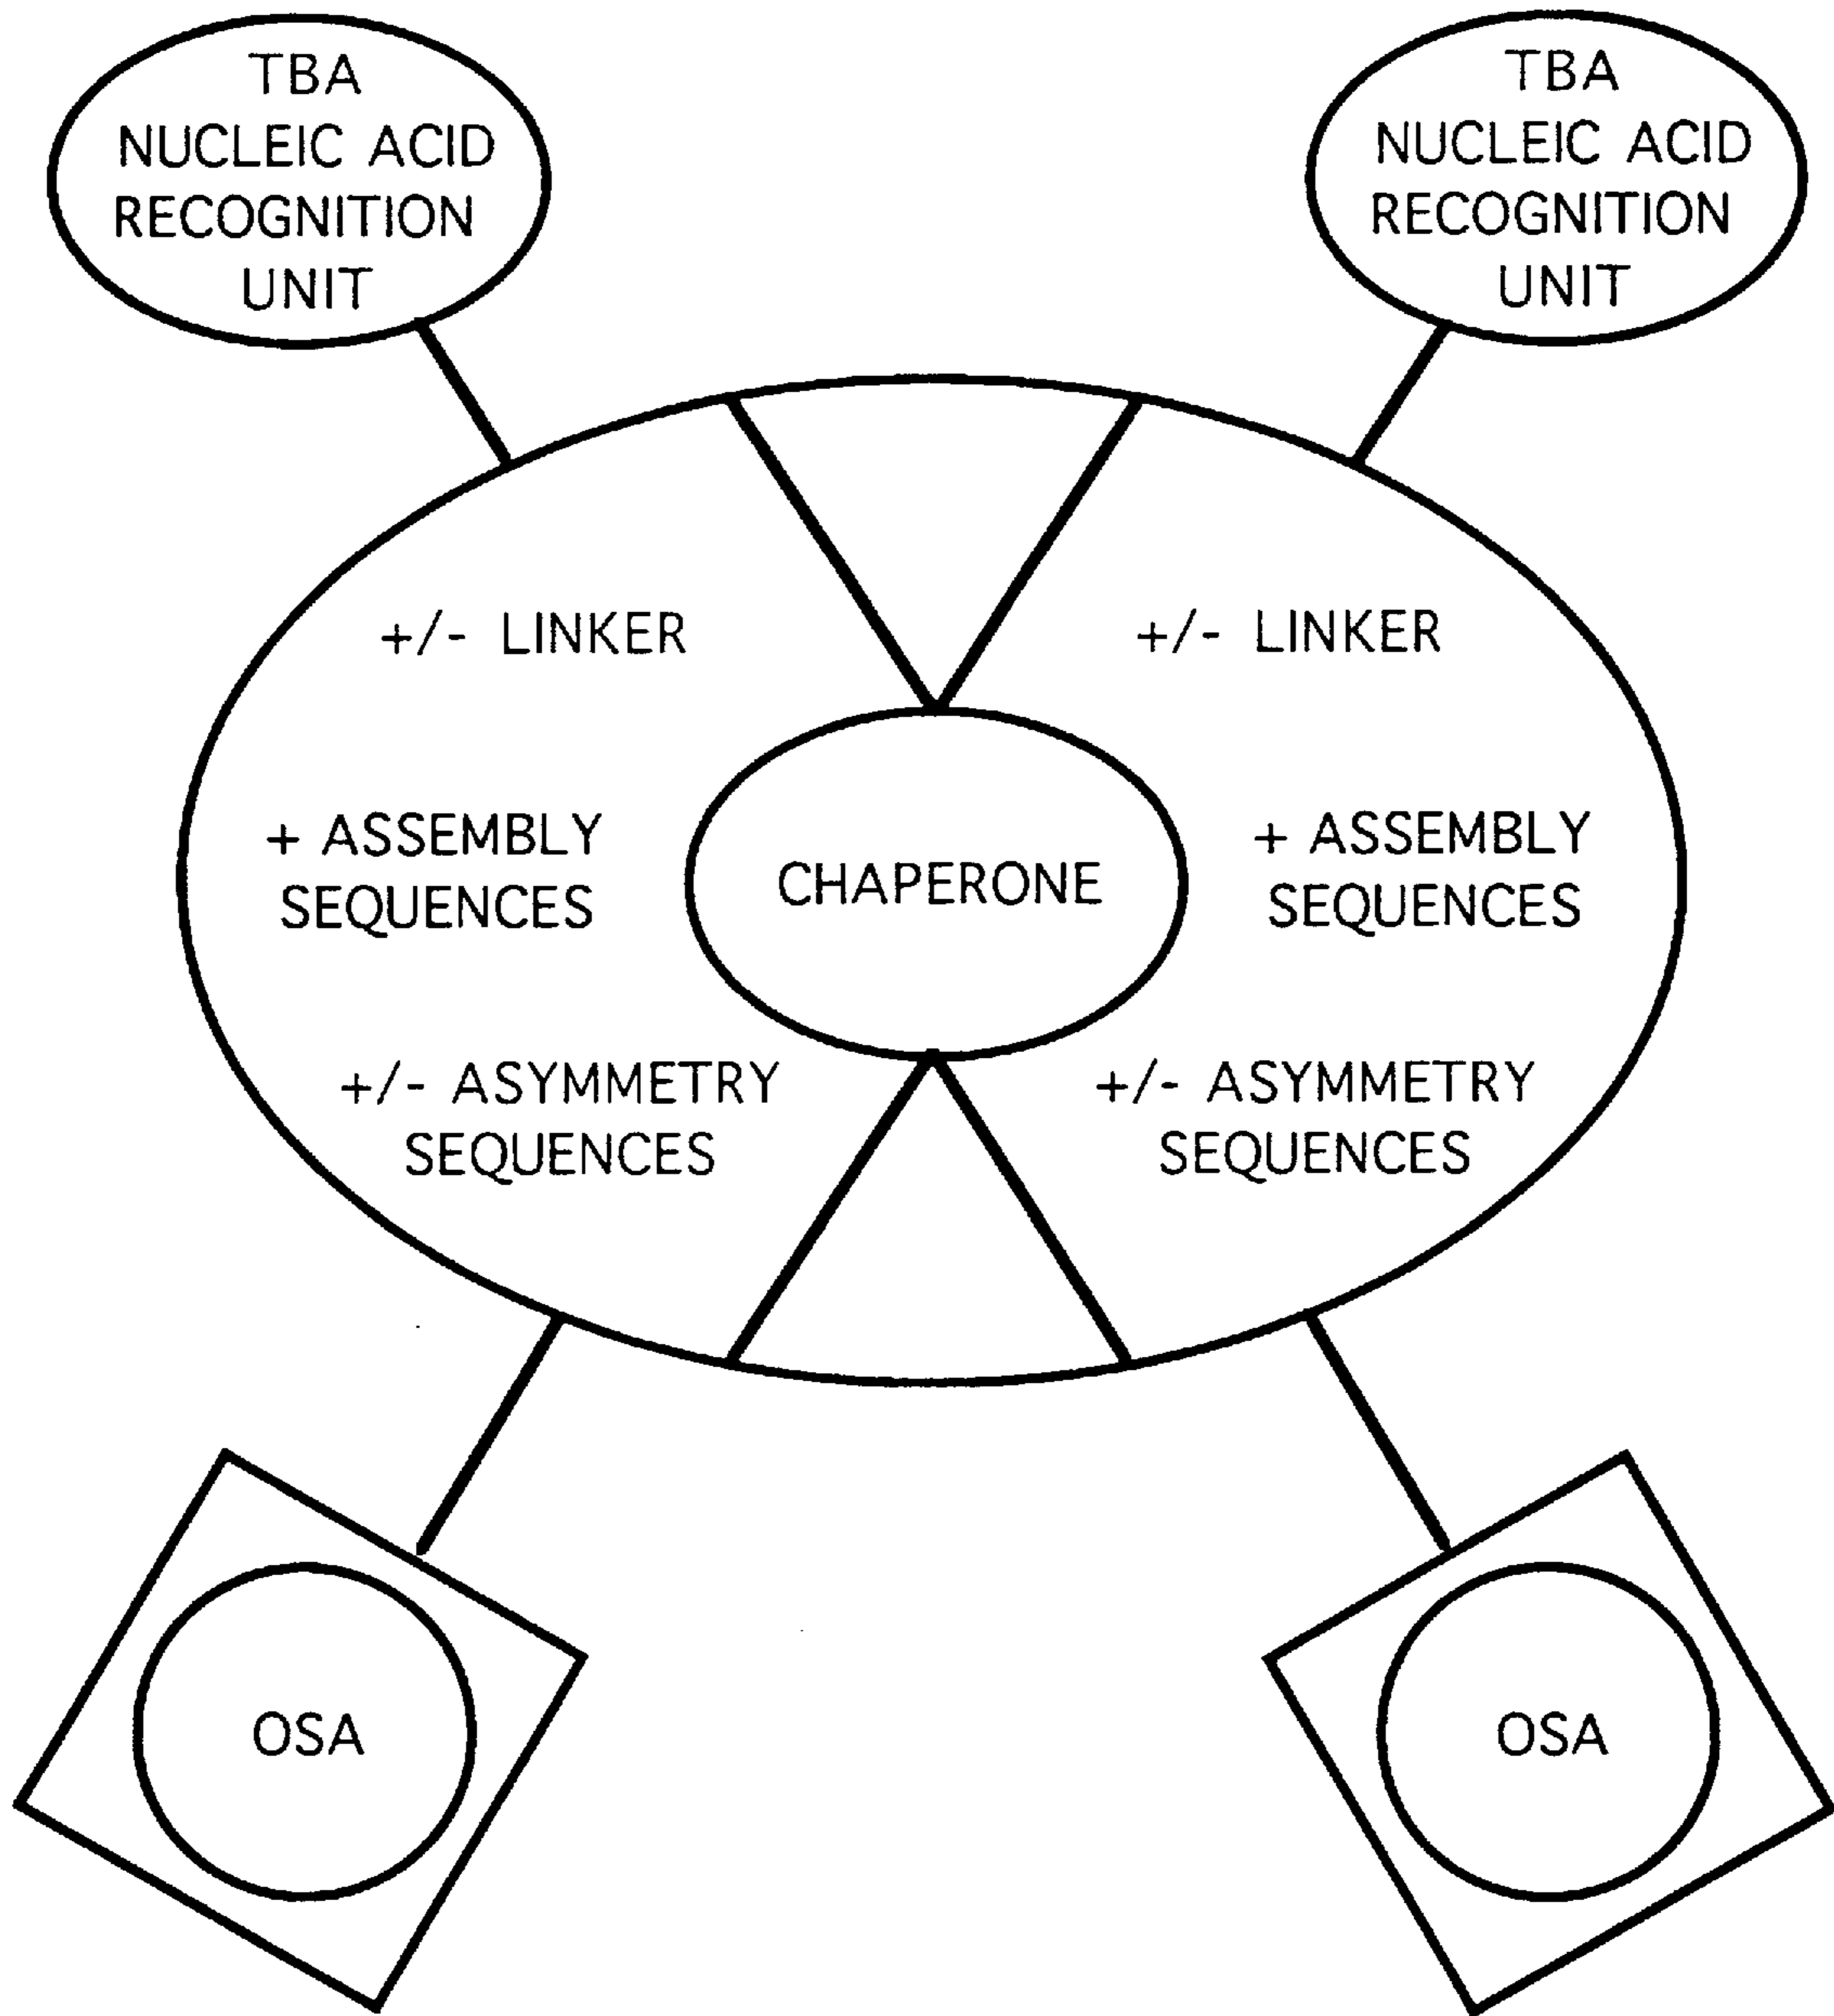 TBA
NUCLEIC ACID
RECOGNITION
UNIT
TBA
NUCLEIC ACID
RECOGNITION
UNIT
+/- LINKER
+/- LINKER
+ ASSEMBLY
SEQUENCES
CHAPERONE
+ ASSEMBLY
SEQUENCES
+/- ASYMMETRY
SEQUENCES
+/- ASYMMETRY
SEQUENCES
OSA
OSA